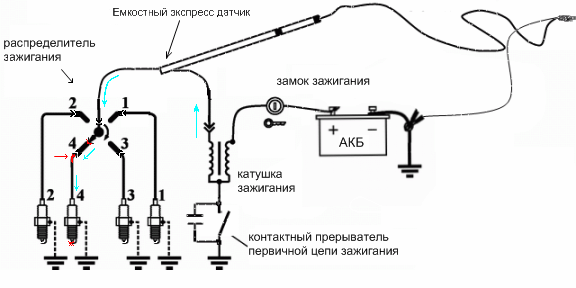 Емкостный экспресс датчик
распределитель
зажигания
замок зажигания
2 1
4 3
+ −
АКБ
катушка
зажигания
2 4 3 1
контактный прерыватель
первичной цепи зажигания